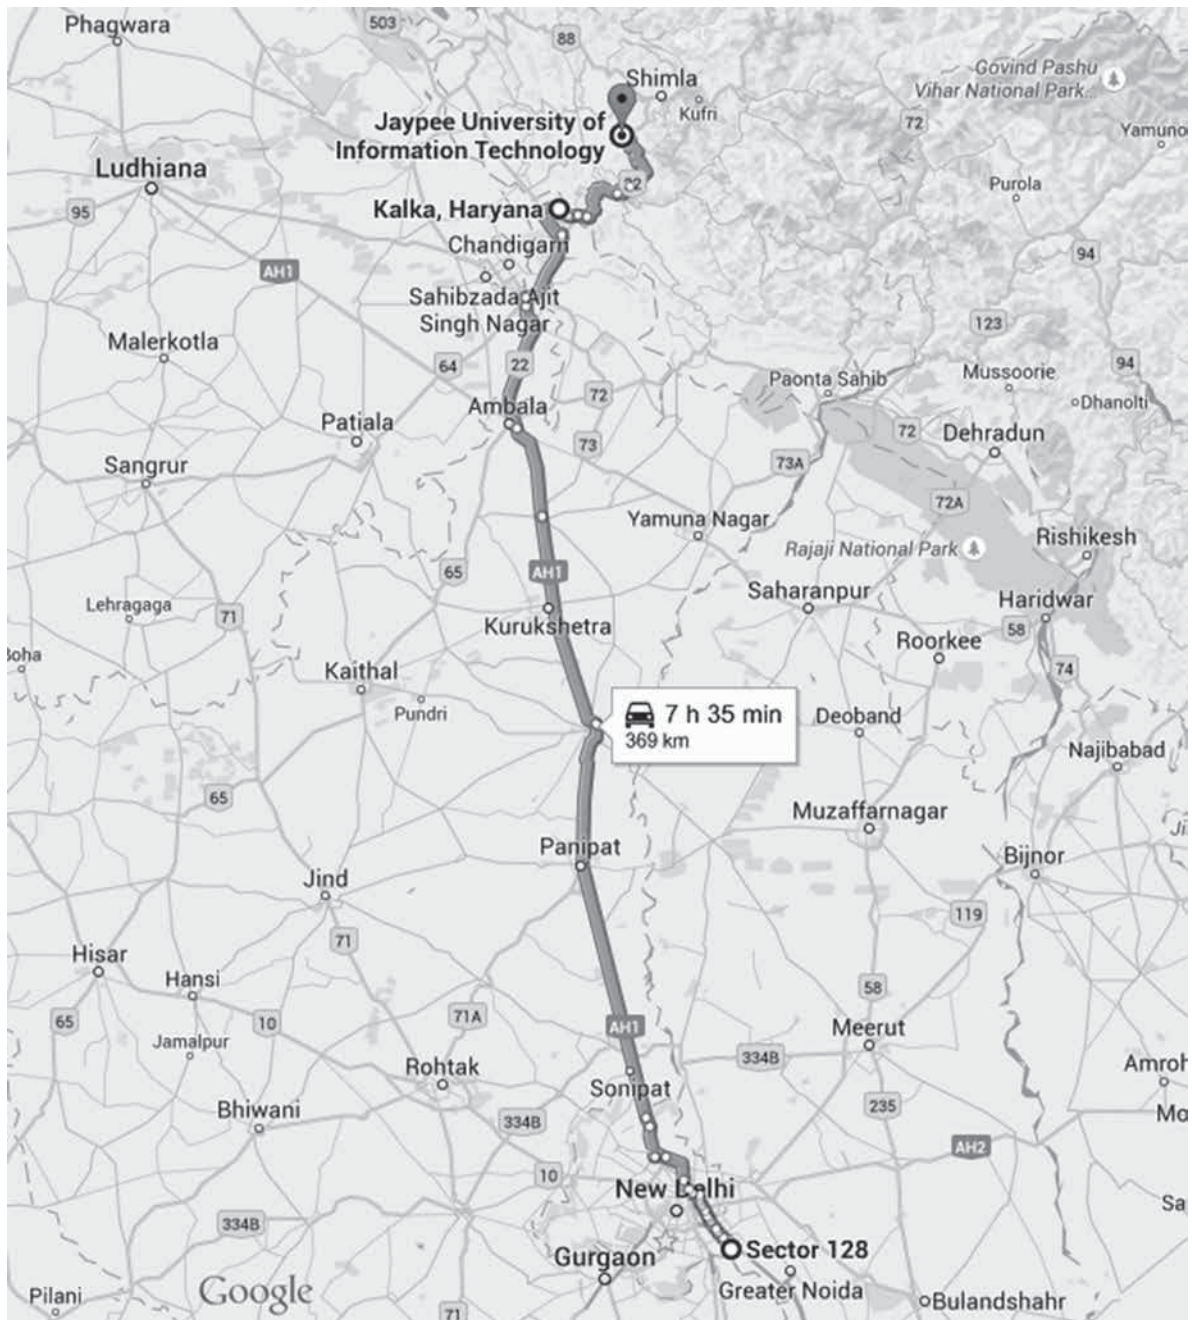 Phagwara
503
88
Shimla
Govind Pashu
Vihar National Park...
Kufri
72
Jaypee University of
Information Technology
Yamuno
Ludhiana
Purola
95
Kalka, Haryana
Chandigarh
94
AH1
Sahibzada Ajit
Singh Nagar
123
Malerkotla
64
22
94
Mussoorie
Paonta Sahib
72
Dhanolti
Ambala
Patiala
72
Dehradun
73
Sangrur
73A
72A
Yamuna Nagar
Rishikesh
Rajaji National Park
65
AH1
Saharanpur
Haridwar
Lehragaga
71
Kurukshetra
58
Roorkee
Kaithal
74
Pundri
7 h 35 min
369 km
Deoband
Najibabad
65
Muzaffarnagar
Panipat
Bijnor
Jind
119
71
Hisar
Hansi
58
65
10
71A
AH1
Meerut
Jamalpur
334B
Rohtak
Amroh
Sonipat
Bhiwani
334B
235
Mo
AH2
10
New Delhi
Sa
334B
Gurgaon
Sector 128
Greater Noida
Google
Pilani
71
Bulandshahr